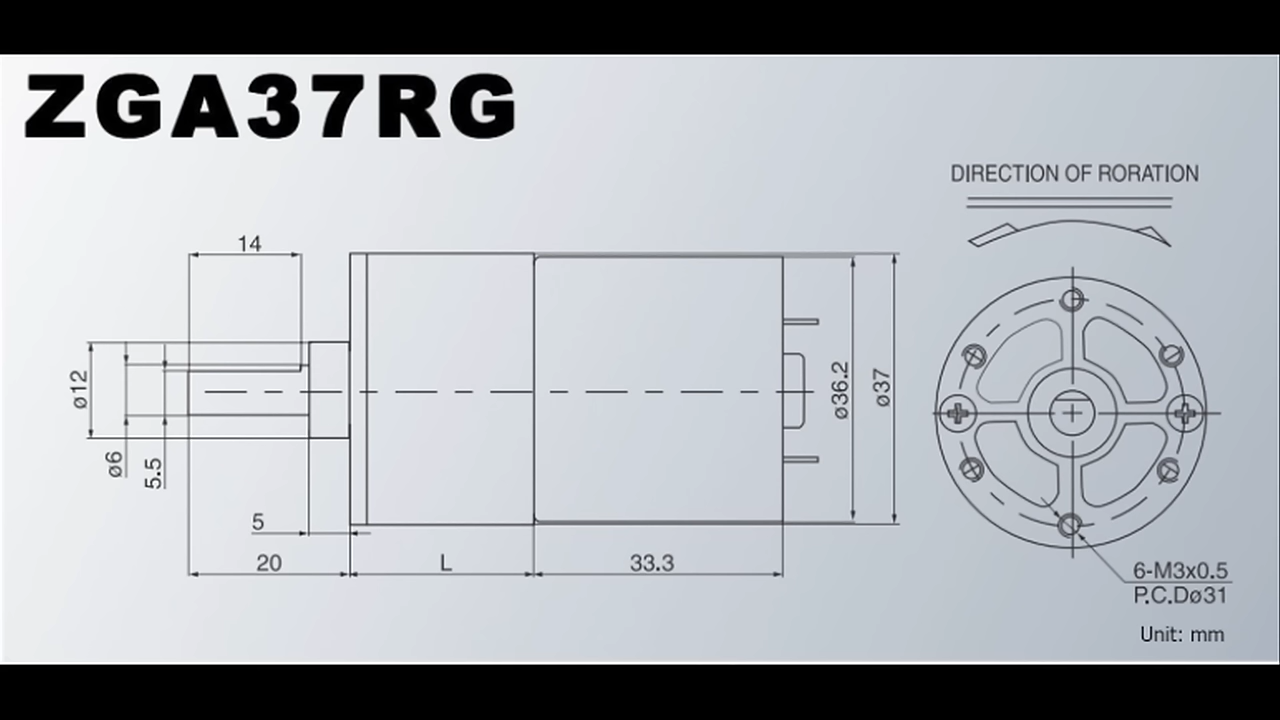 ZGA37RG
DIRECTION OF RORATION
14
ø12
ø6
5.5
5
20
L
33.3
ø36.2
ø37
6-M3x0.5
P.C.Dø31
Unit: mm